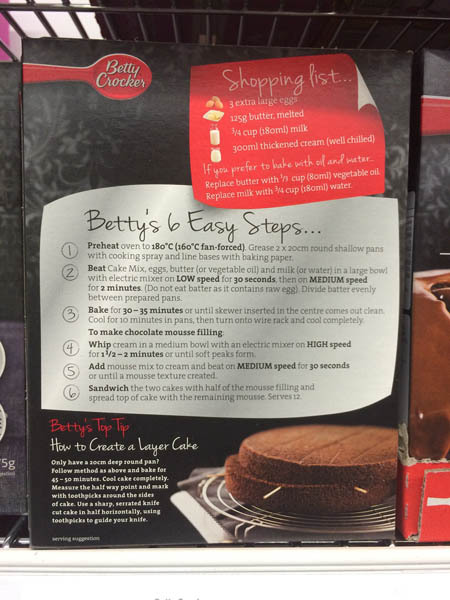 Betty
Crocker
Shopping list...
3 extra large eggs
125g butter, melted
3/4 cup (180ml) milk
300ml thickened cream (well chilled)
If you prefer to bake with oil and water...
Replace butter with 1/3 cup (80ml) vegetable oil
Replace milk with 3/4 cup (180ml) water.
Betty's 6 Easy Steps...
1 Preheat oven to 180°C (160°C fan-forced). Grease 2 x 20cm round shallow pans
with cooking spray and line bases with baking paper.
2 Beat Cake Mix, eggs, butter (or vegetable oil) and milk (or water) in a large bowl
with electric mixer on LOW speed for 30 seconds, then on MEDIUM speed
for 2 minutes. (Do not eat batter as it contains raw egg). Divide batter evenly
between prepared pans.
3 Bake for 30 – 35 minutes or until skewer inserted in the centre comes out clean.
Cool for 10 minutes in pans, then turn onto wire rack and cool completely.
To make chocolate mousse filling:
4 Whip cream in a medium bowl with an electric mixer on HIGH speed
for 1 1/2 – 2 minutes or until soft peaks form.
5 Add mousse mix to cream and beat on MEDIUM speed for 30 seconds
or until a mousse texture created.
6 Sandwich the two cakes with half of the mousse filling and
spread top of cake with the remaining mousse. Serves 12.
Betty's Top Tip
How to Create a Layer Cake
Only have a 20cm deep round pan?
Follow method as above and bake for
45 – 50 minutes. Cool cake completely.
Measure the half way point and mark
with toothpicks around the sides
of cake. Use a sharp, serrated knife
cut cake in half horizontally, using
toothpicks to guide your knife.
serving suggestion
5g